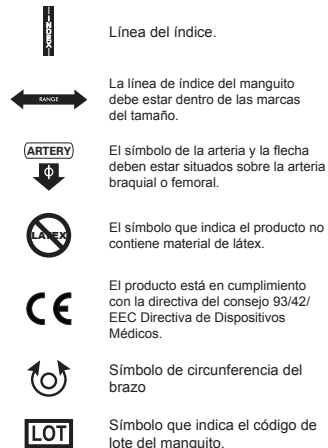 INDEX
Línea del índice.
RANGE
La línea de índice del manguito
debe estar dentro de las marcas
del tamaño.
ARTERY
Φ
El símbolo de la arteria y la flecha
deben estar situados sobre la arteria
braquial o femoral.
LATEX
El símbolo que indica el producto no
contiene material de látex.
CE
El producto está en cumplimiento
con la directiva del consejo 93/42/
EEC Directiva de Dispositivos
Médicos.
Símbolo de circunferencia del
brazo
LOT
Símbolo que indica el código de
lote del manguito.